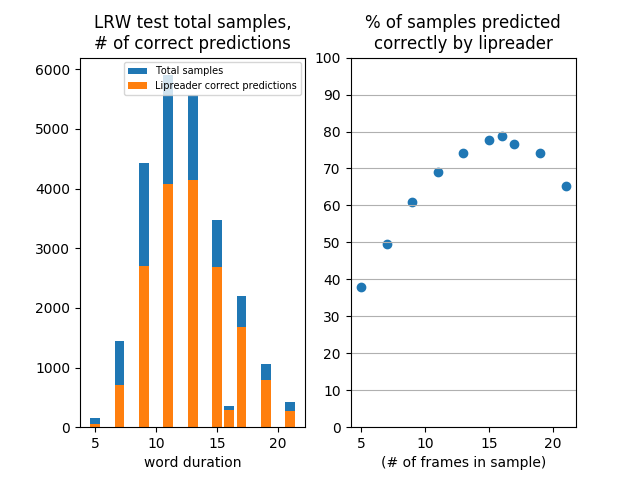 LRW test total samples,
# of correct predictions
Total samples
Lipreader correct predictions
6000
5000
4000
3000
2000
1000
0
5 10 15 20
word duration
% of samples predicted
correctly by lipreader
100
90
80
70
60
50
40
30
20
10
0
5 10 15 20
(# of frames in sample)